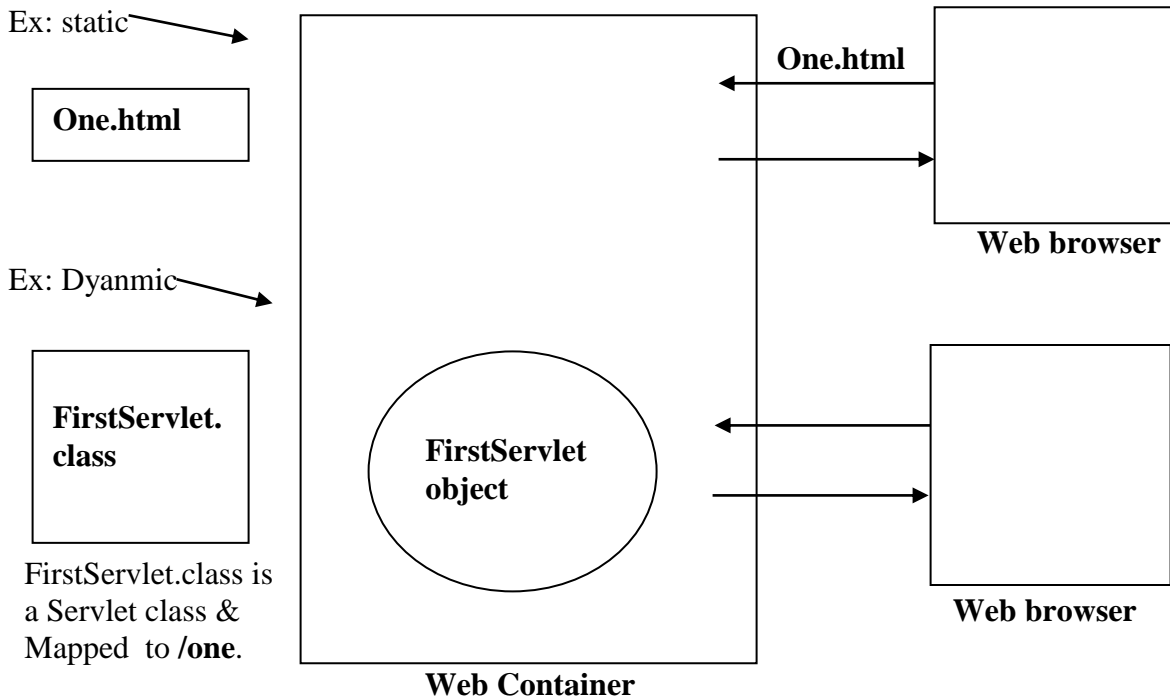 Ex: static
One.html
One.html
Web browser
Ex: Dyanmic
FirstServlet.
class
FirstServlet
object
FirstServlet.class is
a Servlet class &
Mapped to /one.
Web browser
Web Container